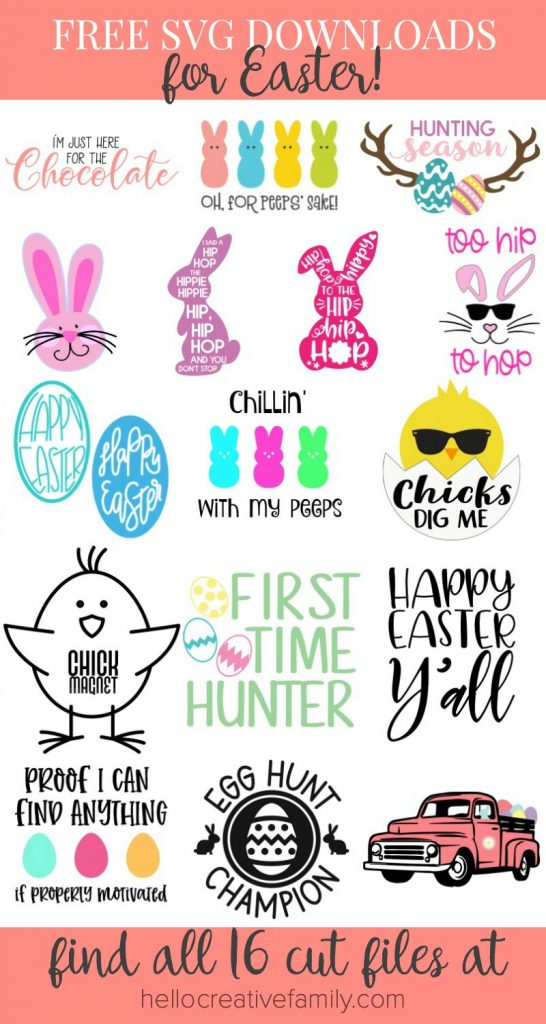 FREE SVG DOWNLOADS
for Easter!
I'M JUST HERE
FOR THE
Chocolate
OH, FOR PEEPS' SAKE!
HUNTING
season
I SAID A
HIP
HOP
THE
HIPPIE
HIPPIE
HIP,
HIP
HOP
AND YOU
DON'T STOP
Hip
hop
hippy
TO THE
HIP
hip
HOP
too hip
to hop
HAPPY
EASTER
Happy
Easter
CHILLIN'
WITH MY PEEPS
Chicks
DIG ME
CHICK
MAGNET
FIRST
TIME
HUNTER
HAPPY
EASTER
Y'all
PROOF I CAN
FIND ANYTHING
if properly motivated
EGG HUNT
CHAMPION
find all 16 cut files at
hellocreativefamily.com